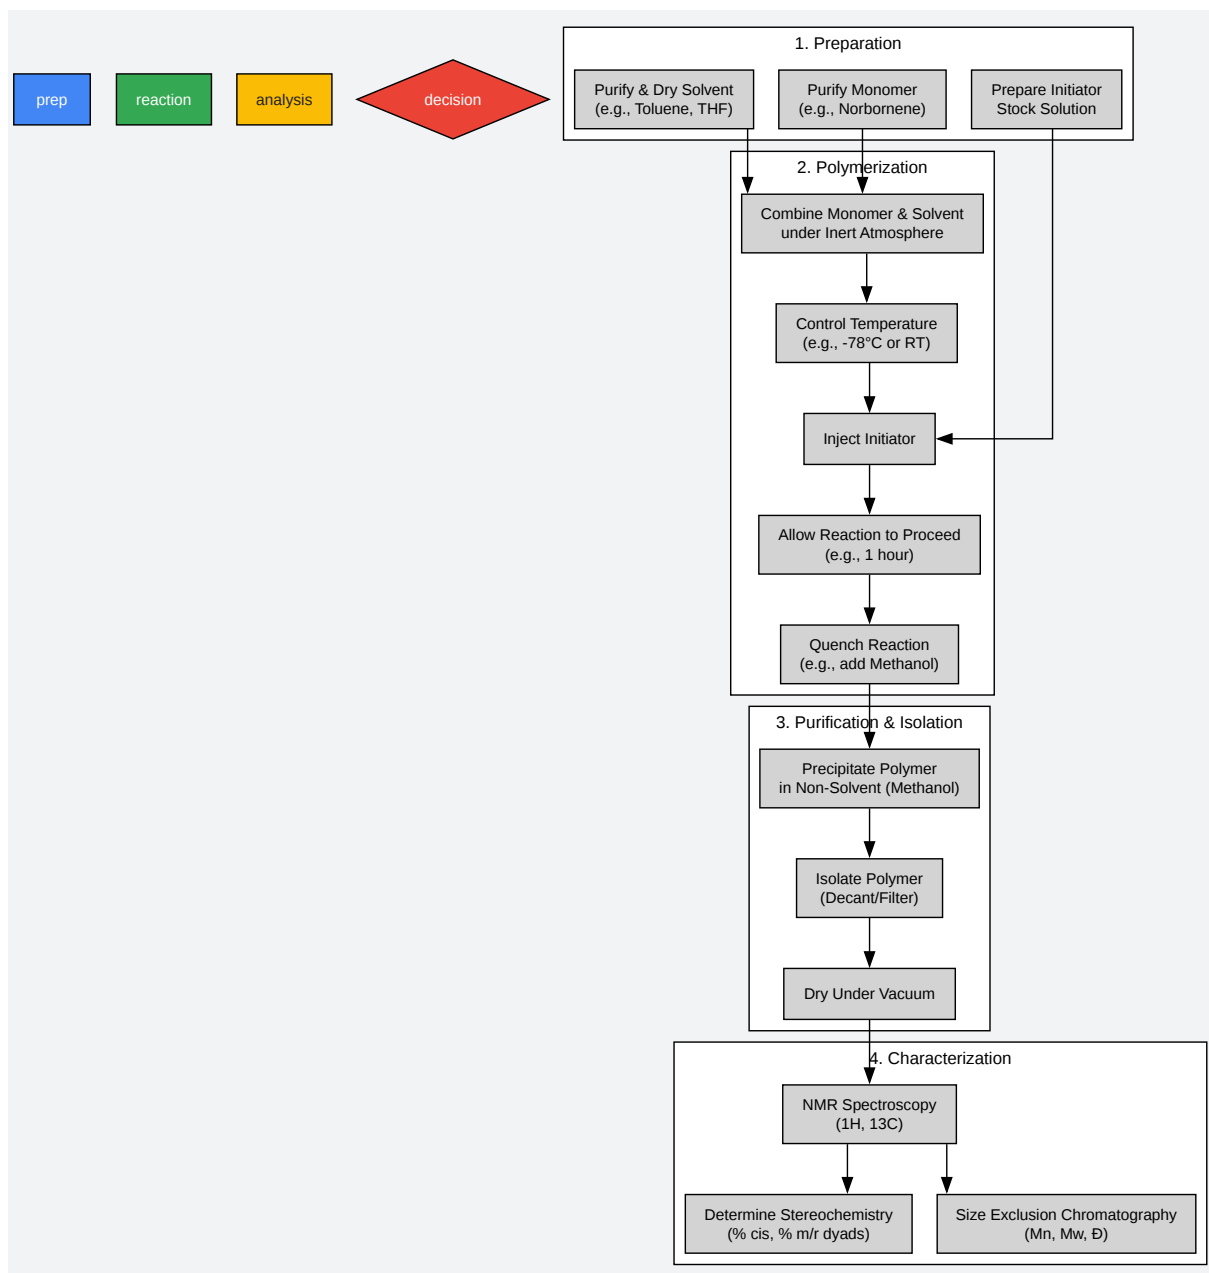 prep
reaction
analysis
decision
1. Preparation
Purify & Dry Solvent
(e.g., Toluene, THF)
Purify Monomer
(e.g., Norbornene)
Prepare Initiator
Stock Solution
2. Polymerization
Combine Monomer & Solvent
under Inert Atmosphere
Control Temperature
(e.g., -78°C or RT)
Inject Initiator
Allow Reaction to Proceed
(e.g., 1 hour)
Quench Reaction
(e.g., add Methanol)
3. Purification & Isolation
Precipitate Polymer
in Non-Solvent (Methanol)
Isolate Polymer
(Decant/Filter)
Dry Under Vacuum
4. Characterization
NMR Spectroscopy
(1H, 13C)
Determine Stereochemistry
(% cis, % m/r dyads)
Size Exclusion Chromatography
(Mn, Mw, Đ)